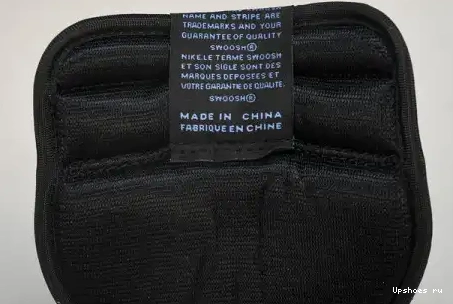 NAME AND STRIPE ARE
TRADEMARKS AND YOUR
GUARANTEE OF QUALITY
SWOOSH®
NIKE LE TERME SWOOSH
ET SON SIGLE SONT DES
MARQUES DEPOSÉES ET
VOTRE GARANTIE DE QUALITE.
SWOOSH®
MADE IN CHINA
FABRIQUE EN CHINE
Upshoes ru